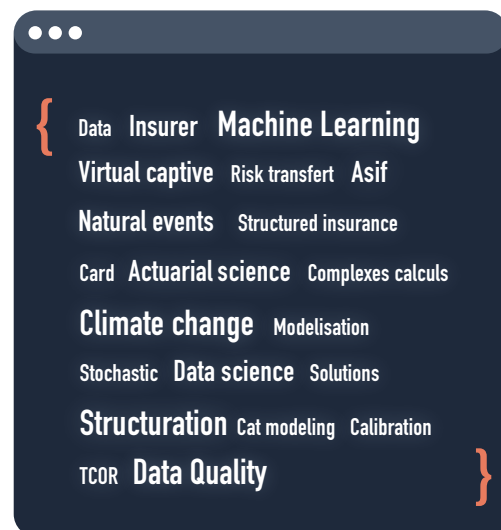 { Data Insurer Machine Learning
Virtual captive Risk transfert Asif
Natural events Structured insurance
Card Actuarial science Complexes calculs
Climate change Modelisation
Stochastic Data science Solutions
Structuration Cat modeling Calibration
TCOR Data Quality }